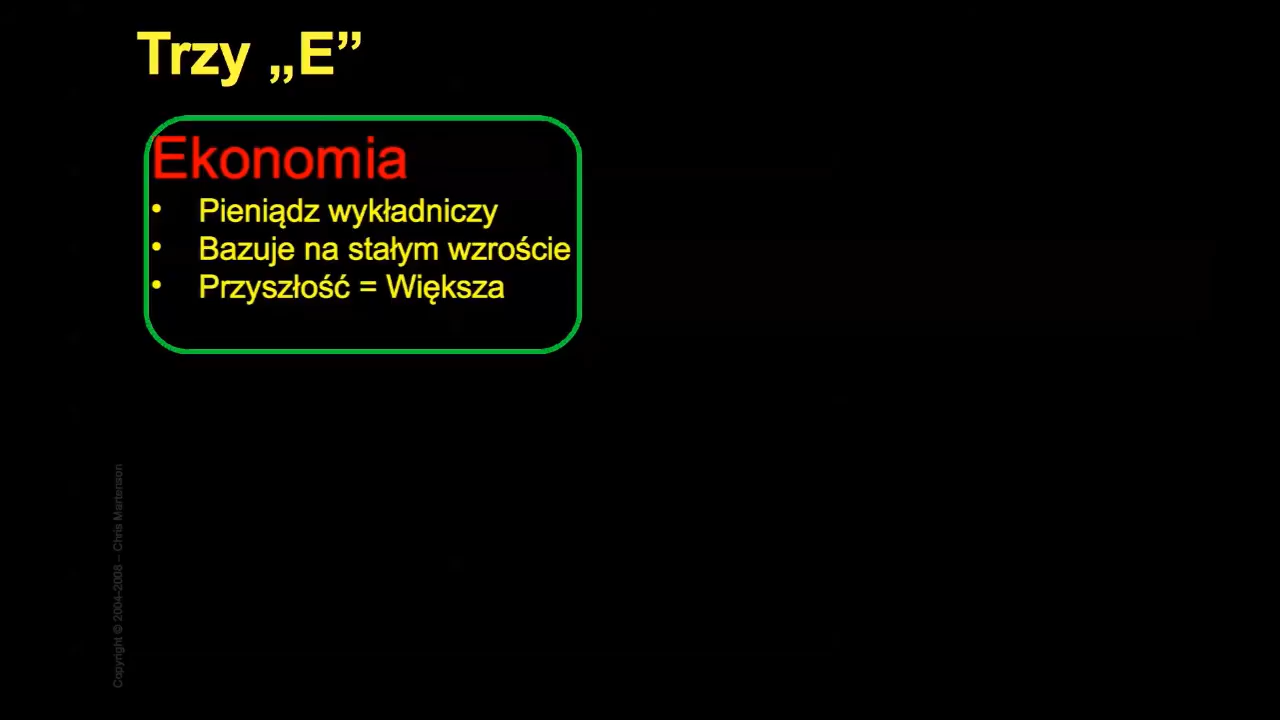 Trzy „E”
Ekonomia
• Pieniądz wykładniczy
• Bazuje na stałym wzroście
• Przyszłość = Większa
Copyright © 2004-2008 – Chris Martenson